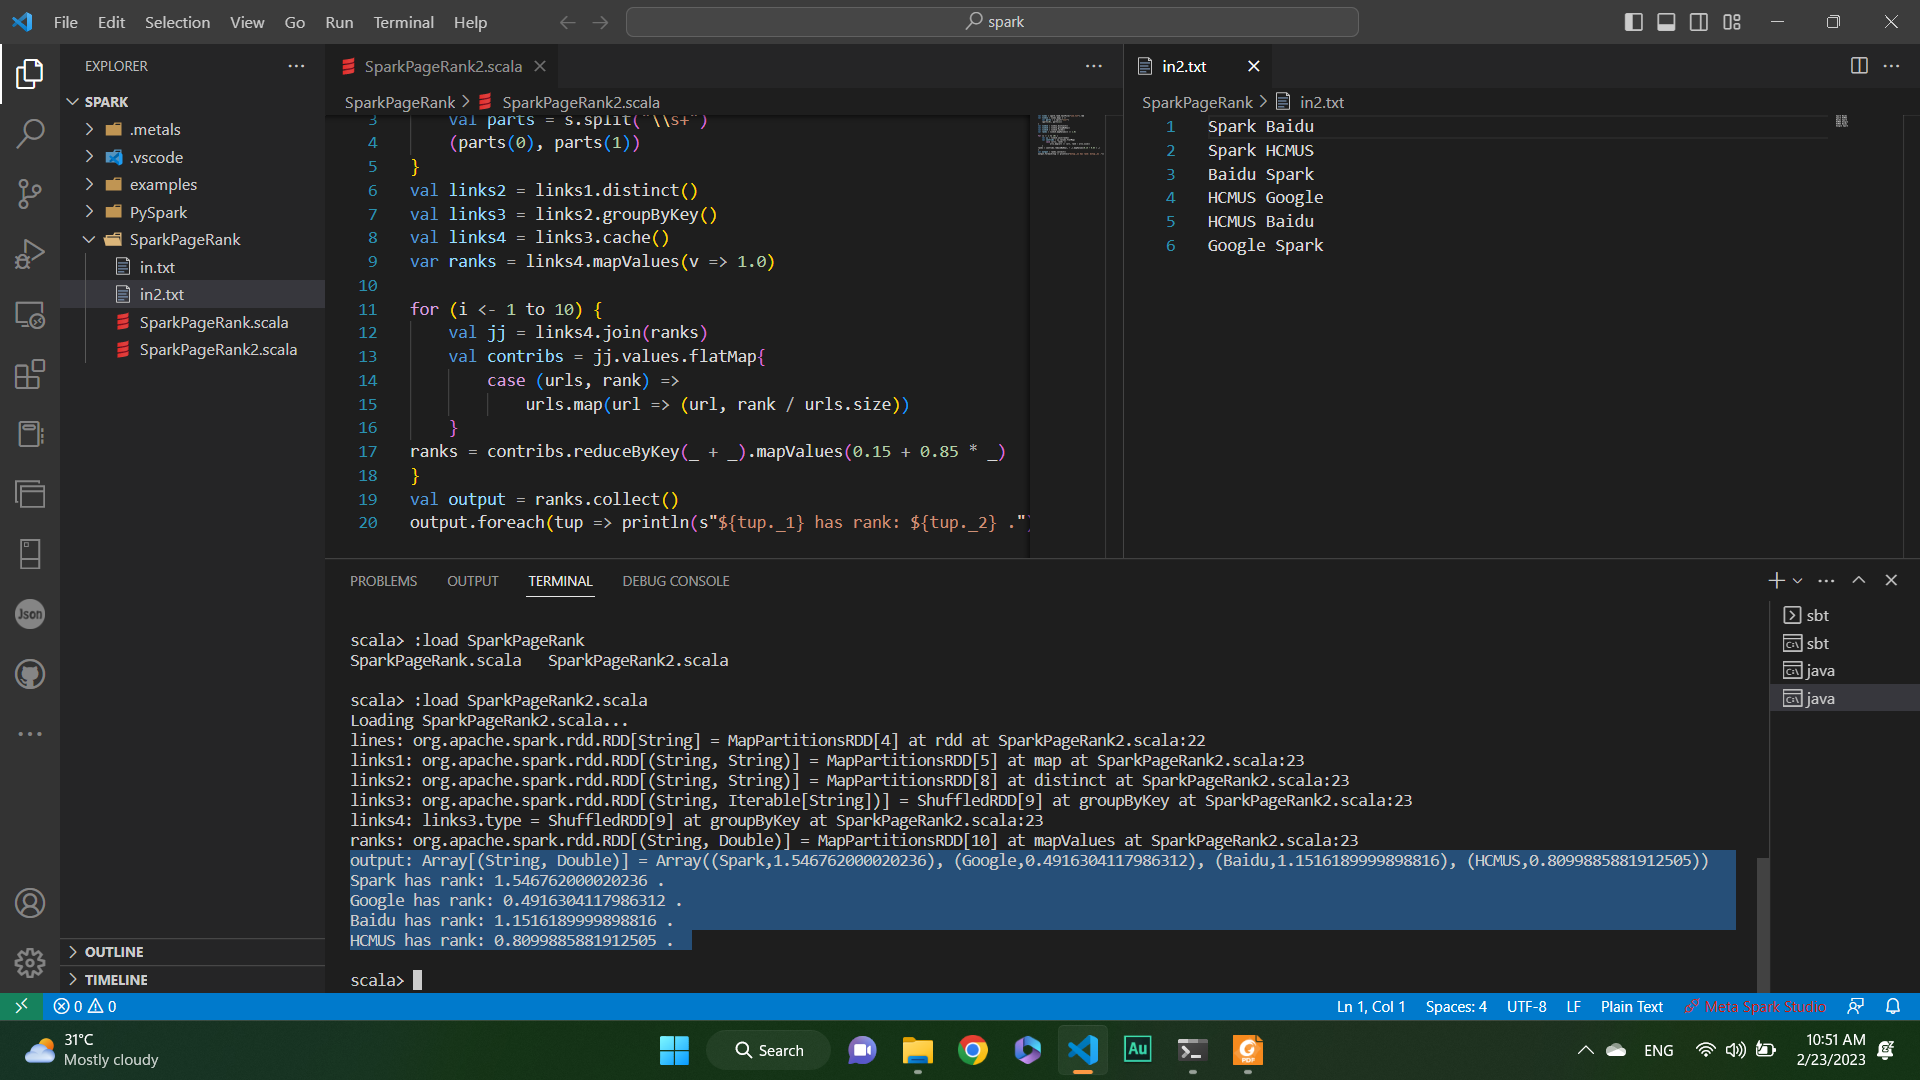 File Edit Selection View Go Run Terminal Help
spark
EXPLORER
SPARK
.metals
.vscode
examples
PySpark
SparkPageRank
in.txt
in2.txt
SparkPageRank.scala
SparkPageRank2.scala
OUTLINE
TIMELINE
Json
SparkPageRank2.scala
SparkPageRank > SparkPageRank2.scala
3 val parts = s.split("\\s+")
4 (parts(0), parts(1))
5 }
6 val links2 = links1.distinct()
7 val links3 = links2.groupByKey()
8 val links4 = links3.cache()
9 var ranks = links4.mapValues(v => 1.0)
10
11 for (i <- 1 to 10) {
12 val jj = links4.join(ranks)
13 val contribs = jj.values.flatMap{
14 case (urls, rank) =>
15 urls.map(url => (url, rank / urls.size))
16 }
17 ranks = contribs.reduceByKey(_ + _).mapValues(0.15 + 0.85 * _)
18 }
19 val output = ranks.collect()
20 output.foreach(tup => println(s"${tup._1} has rank: ${tup._2} .")
in2.txt
SparkPageRank > in2.txt
1 Spark Baidu
2 Spark HCMUS
3 Baidu Spark
4 HCMUS Google
5 HCMUS Baidu
6 Google Spark
PROBLEMS OUTPUT TERMINAL DEBUG CONSOLE
scala> :load SparkPageRank
SparkPageRank.scala SparkPageRank2.scala
scala> :load SparkPageRank2.scala
Loading SparkPageRank2.scala...
lines: org.apache.spark.rdd.RDD[String] = MapPartitionsRDD[4] at rdd at SparkPageRank2.scala:22
links1: org.apache.spark.rdd.RDD[(String, String)] = MapPartitionsRDD[5] at map at SparkPageRank2.scala:23
links2: org.apache.spark.rdd.RDD[(String, String)] = MapPartitionsRDD[8] at distinct at SparkPageRank2.scala:23
links3: org.apache.spark.rdd.RDD[(String, Iterable[String])] = ShuffledRDD[9] at groupByKey at SparkPageRank2.scala:23
links4: links3.type = ShuffledRDD[9] at groupByKey at SparkPageRank2.scala:23
ranks: org.apache.spark.rdd.RDD[(String, Double)] = MapPartitionsRDD[10] at mapValues at SparkPageRank2.scala:23
output: Array[(String, Double)] = Array((Spark,1.546762000020236), (Google,0.4916304117986312), (Baidu,1.1516189999898816), (HCMUS,0.8099885881912505))
Spark has rank: 1.546762000020236 .
Google has rank: 0.4916304117986312 .
Baidu has rank: 1.1516189999898816 .
HCMUS has rank: 0.8099885881912505 .
scala>
sbt
sbt
java
java
0 0
Ln 1, Col 1 Spaces: 4 UTF-8 LF Plain Text Meta Spark Studio
31°C
Mostly cloudy
Search
Au
PDF
ENG
10:51 AM
2/23/2023